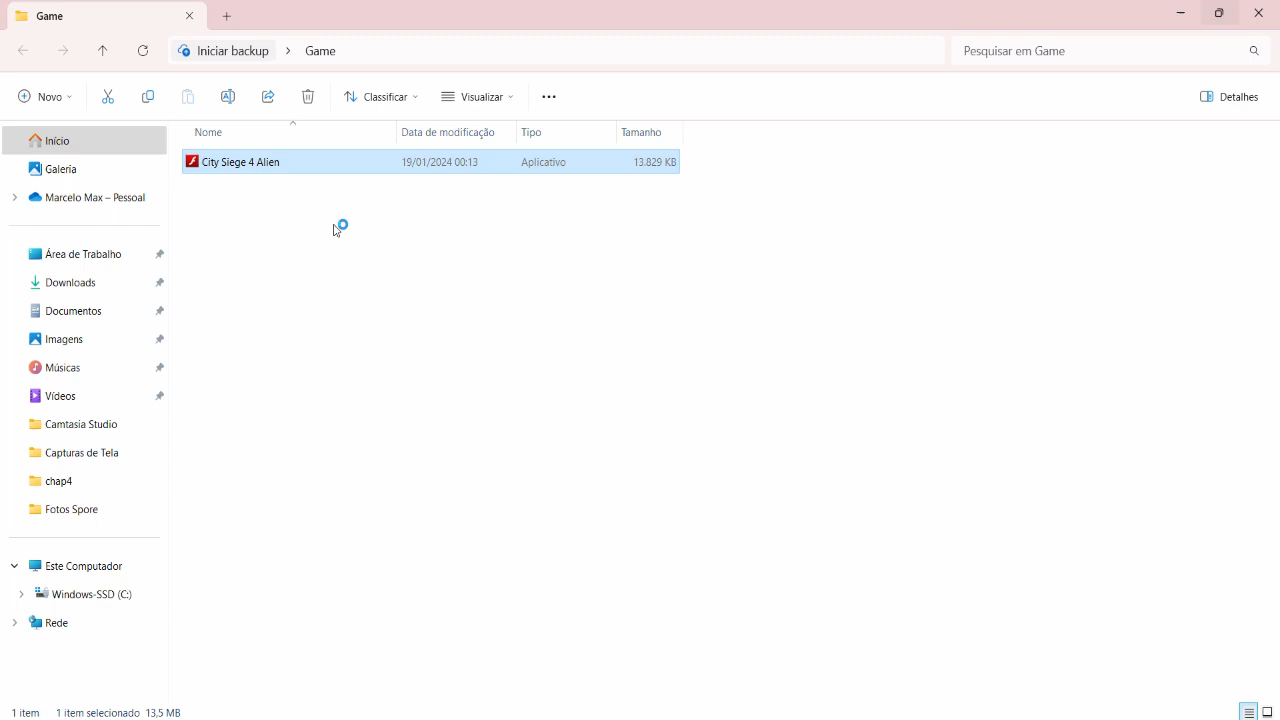 Game
Iniciar backup > Game
Pesquisar em Game
Novo
Classificar
Visualizar
Detalhes
Início
Galeria
Marcelo Max – Pessoal
Área de Trabalho
Downloads
Documentos
Imagens
Músicas
Vídeos
Camtasia Studio
Capturas de Tela
chap4
Fotos Spore
Este Computador
Windows-SSD (C:)
Rede
Nome Data de modificação Tipo Tamanho
City Siege 4 Alien 19/01/2024 00:13 Aplicativo 13.829 KB
1 item 1 item selecionado 13,5 MB